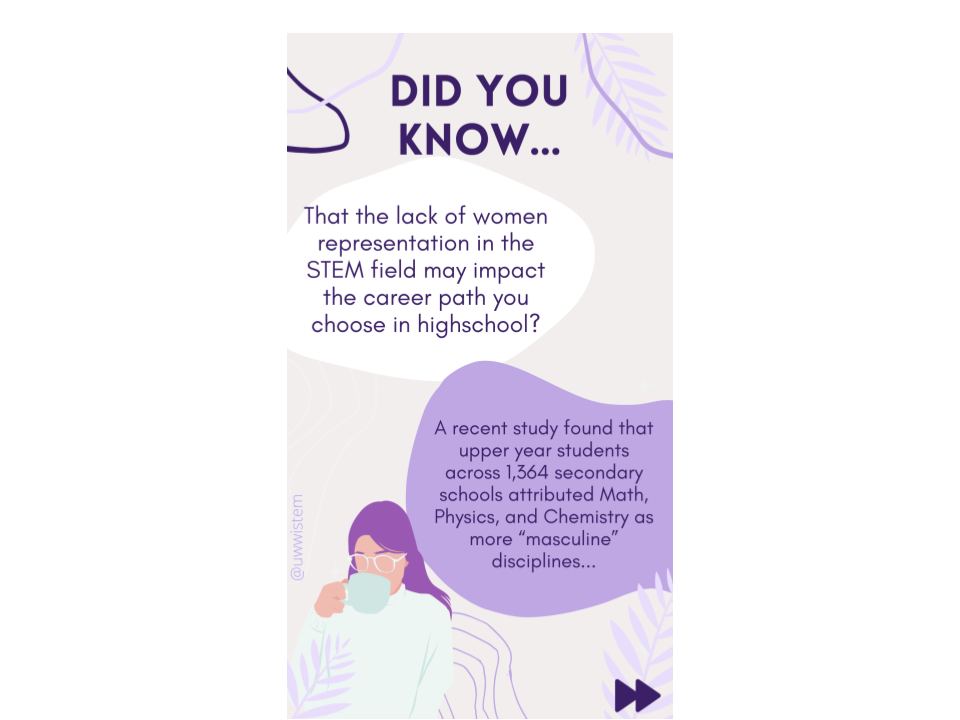 DID YOU
KNOW...
That the lack of women
representation in the
STEM field may impact
the career path you
choose in highschool?
A recent study found that
upper year students
across 1,364 secondary
schools attributed Math,
Physics, and Chemistry as
more “masculine”
disciplines...
@uwwistem